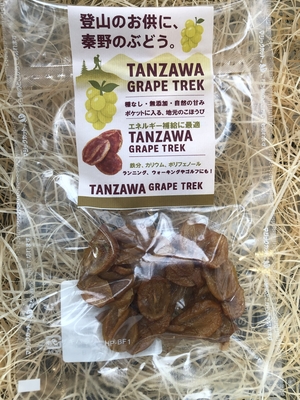 登山のお供に、
秦野のぶどう。
TANZAWA
GRAPE TREK
種なし・無添加・自然の甘み
ポケットに入る、地元のごほうび
エネルギー補給に最適
TANZAWA
GRAPE TREK
鉄分、カリウム、ポリフェノール
ランニング、ウォーキングやゴルフにも!
TANZAWA GRAPE TREK